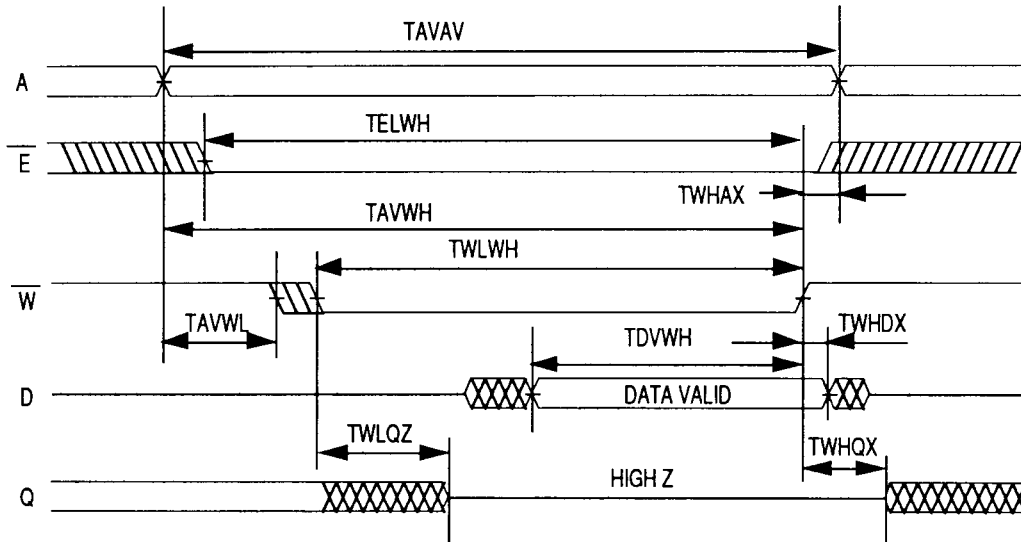 TAVAV
A
TELWH
E
TWHAX
TAVWH
TWLWH
W
TAVWL
TDVWH
TWHDX
D
DATA VALID
TWLQZ
TWHQX
Q
HIGH Z